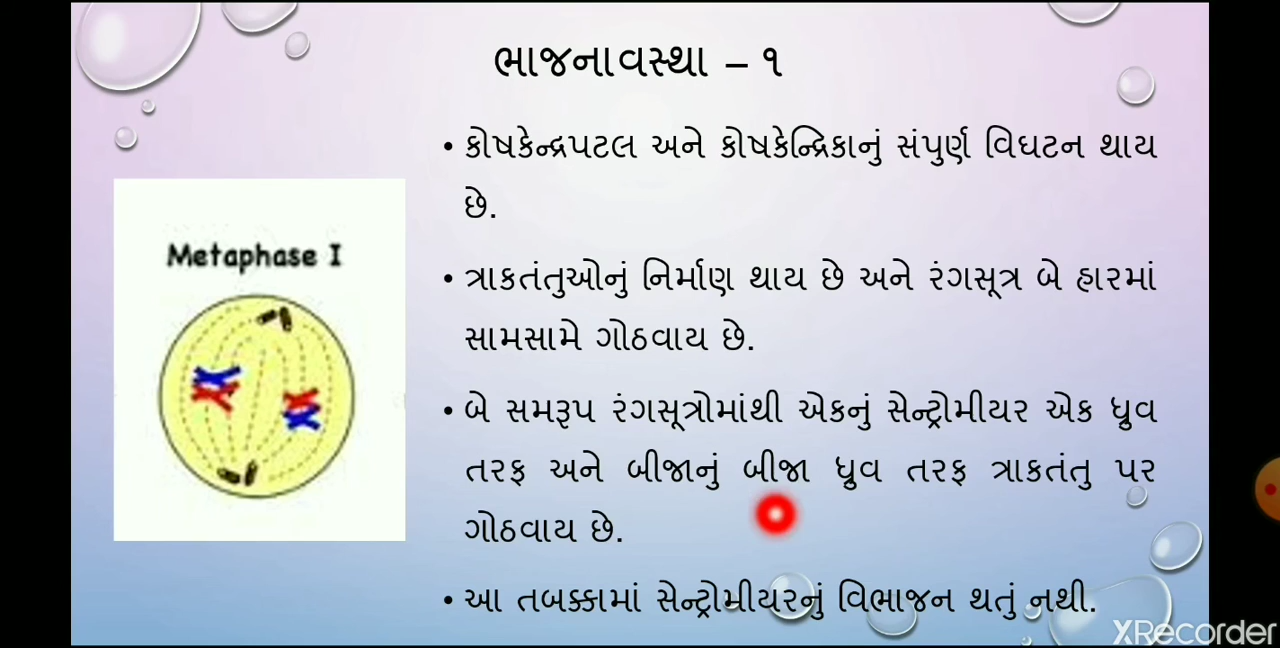 ભાજનાવસ્થા – ૧
• કોષકેન્દ્રપટલ અને કોષકેન્દ્રિકાનું સંપુર્ણ વિઘટન થાય
છે.
• ત્રાકતંતુઓનું નિર્માણ થાય છે અને રંગસૂત્ર બે હારમાં
સામસામે ગોઠવાય છે.
• બે સમરૂપ રંગસૂત્રોમાંથી એકનું સેન્ટ્રોમીયર એક ધ્રુવ
તરફ અને બીજાનું બીજા ધ્રુવ તરફ ત્રાકતંતુ પર
ગોઠવાય છે.
• આ તબક્કામાં સેન્ટ્રોમીયરનું વિભાજન થતું નથી.
Metaphase I
XRecorder